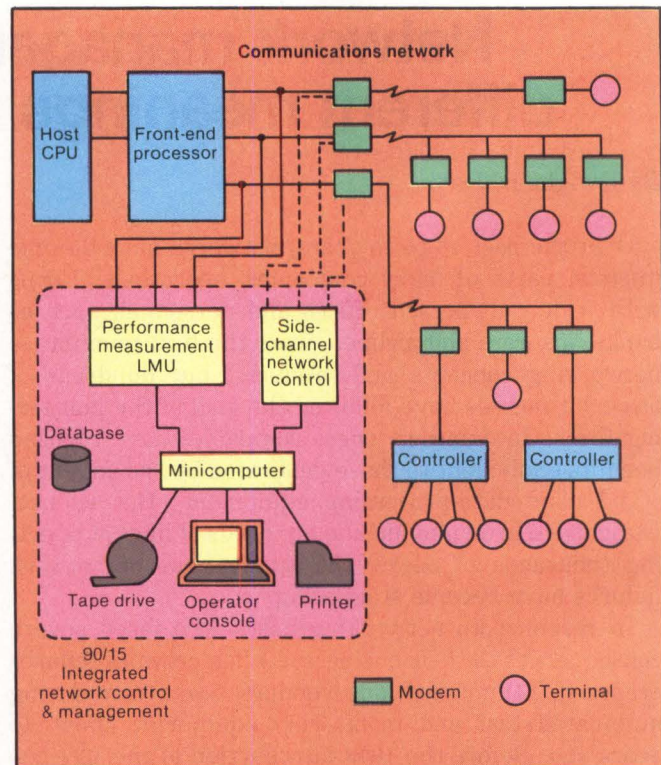 Communications network
Host
CPU
Front-end
processor
Performance
measurement
LMU
Side-
channel
network
control
Database
Minicomputer
Controller
Controller
Tape drive
Operator
console
Printer
90/15
Integrated
network control
& management
Modem
Terminal